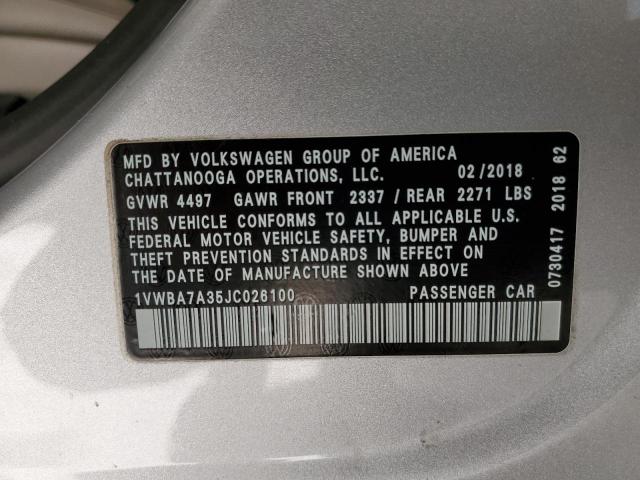 MFD BY VOLKSWAGEN GROUP OF AMERICA
CHATTANOOGA OPERATIONS, LLC. 02/2018
GVWR 4497 GAWR FRONT 2337 / REAR 2271 LBS
THIS VEHICLE CONFORMS TO ALL APPLICABLE U.S.
FEDERAL MOTOR VEHICLE SAFETY, BUMPER AND
THEFT PREVENTION STANDARDS IN EFFECT ON
THE DATE OF MANUFACTURE SHOWN ABOVE
1VWBA7A35JC026100 PASSENGER CAR
0730417 2018 62